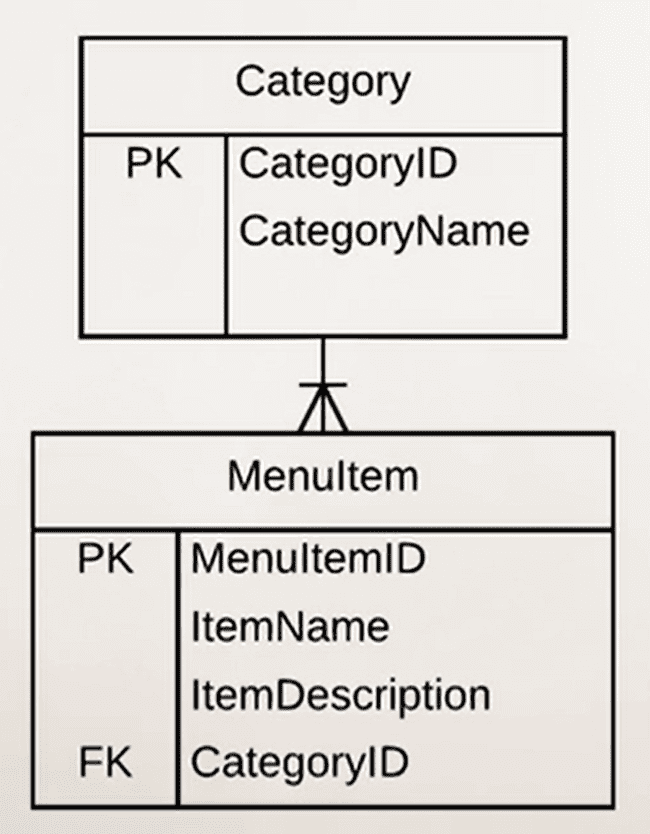 Category
PK CategoryID
CategoryName
MenuItem
PK MenuItemID
ItemName
ItemDescription
FK CategoryID